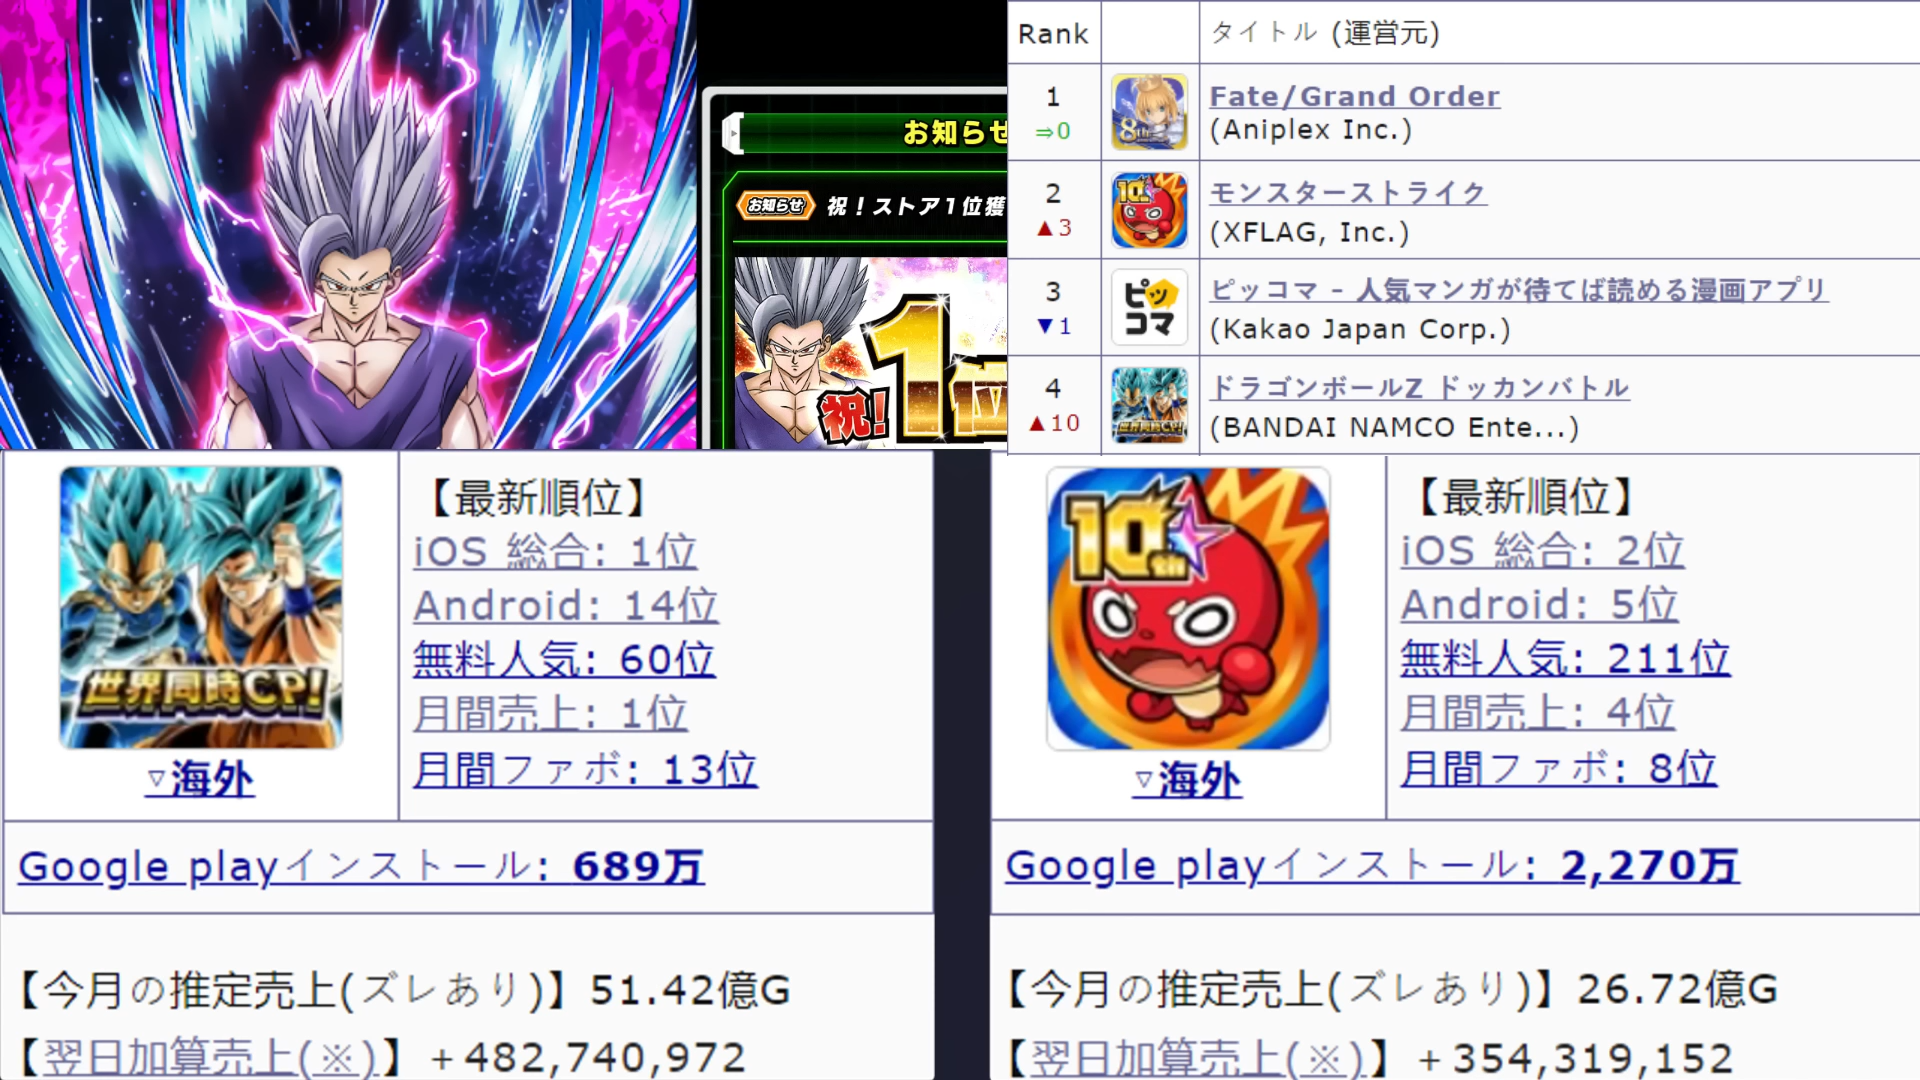 お知らせ
お知らせ 祝！ストア1位獲
祝！
1位
Rank タイトル (運営元)
1 Fate/Grand Order
⇒0 (Aniplex Inc.)
8th
2 モンスターストライク
▲3 (XFLAG, Inc.)
10th
3 ピッコマ - 人気マンガが待てば読める漫画アプリ
▼1 (Kakao Japan Corp.)
ピッ
コマ
4 ドラゴンボールZ ドッカンバトル
▲10 (BANDAI NAMCO Ente...)
世界同時CP!
世界同時CP!
▽海外
【最新順位】
iOS 総合: 1位
Android: 14位
無料人気: 60位
月間売上: 1位
月間ファボ: 13位
Google playインストール: 689万
【今月の推定売上(ズレあり)】51.42億G
【翌日加算売上(※)】 +482,740,972
10th
▽海外
【最新順位】
iOS 総合: 2位
Android: 5位
無料人気: 211位
月間売上: 4位
月間ファボ: 8位
Google playインストール: 2,270万
【今月の推定売上(ズレあり)】26.72億G
【翌日加算売上(※)】 +354,319,152